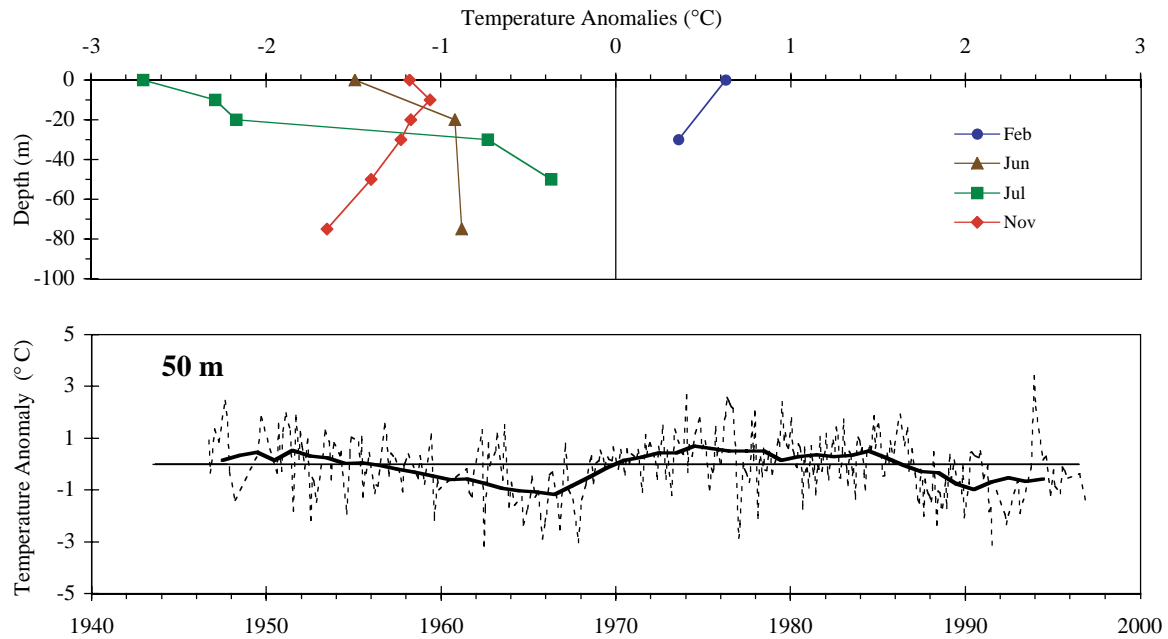 Temperature Anomalies (°C)
-3 -2 -1 0 1 2 3
Depth (m)
0
-20
-40
-60
-80
-100
Feb
Jun
Jul
Nov
Temperature Anomaly (°C)
50 m
5
3
1
-1
-3
-5
1940 1950 1960 1970 1980 1990 2000